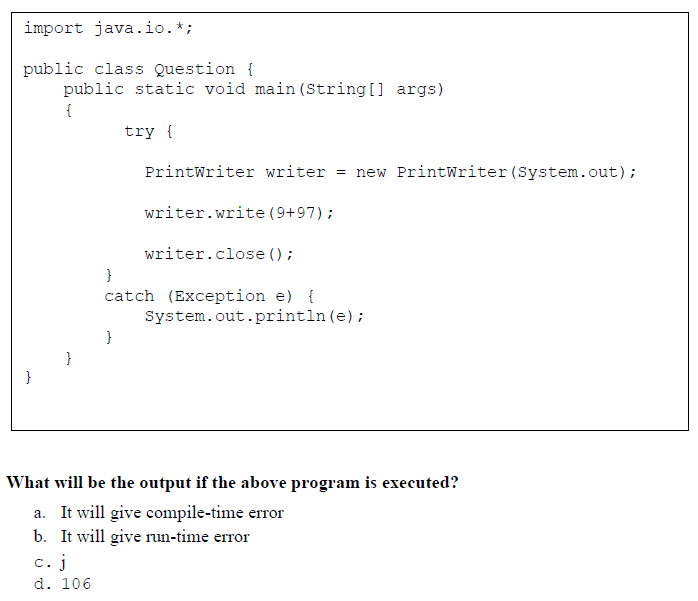 import java.io.*;
public class Question {
public static void main(String[] args)
{
try {
PrintWriter writer = new PrintWriter(System.out);
writer.write(9+97);
writer.close();
}
catch (Exception e) {
System.out.println(e);
}
}
}
What will be the output if the above program is executed?
a. It will give compile-time error
b. It will give run-time error
c. j
d. 106